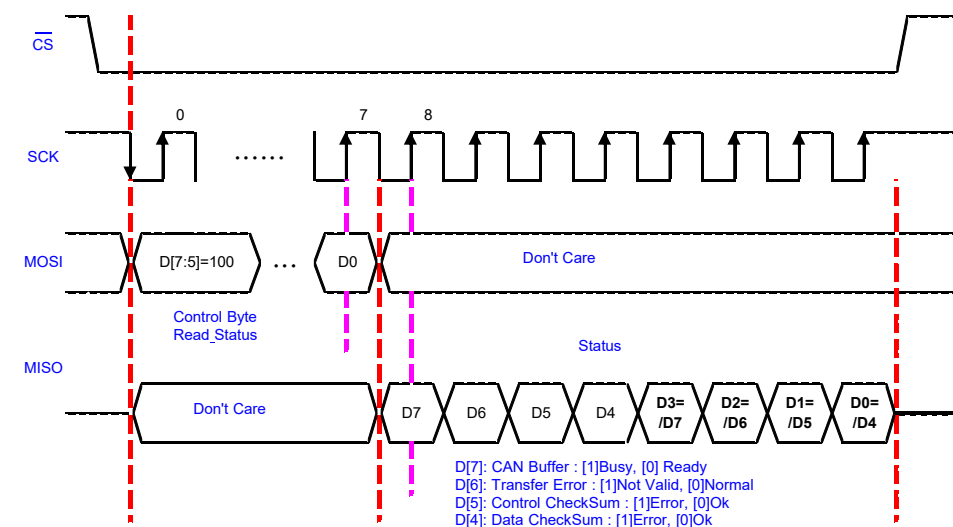 CS
0
7
8
SCK
......
MOSI
D[7:5]=100
...
D0
Don't Care
Control Byte
Read_Status
Status
MISO
Don't Care
D7
D6
D5
D4
D3=
/D7
D2=
/D6
D1=
/D5
D0=
/D4
D[7]: CAN Buffer : [1]Busy, [0] Ready
D[6]: Transfer Error : [1]Not Valid, [0]Normal
D[5]: Control CheckSum : [1]Error, [0]Ok
D[4]: Data CheckSum : [1]Error, [0]Ok